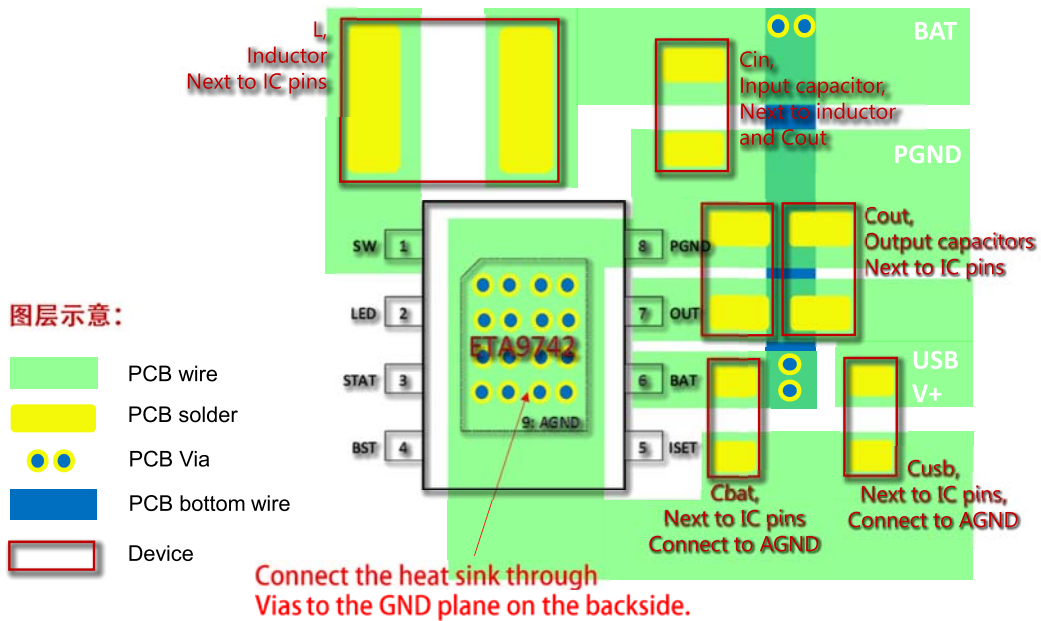 L,
Inductor
Next to IC pins
BAT
Cin,
Input capacitor,
Next to inductor
and Cout
PGND
Cout,
Output capacitors
Next to IC pins
SW 1
8 PGND
LED 2
7 OUT
ETA9742
STAT 3
6 BAT
9: AGND
BST 4
5 ISET
USB
V+
Cbat,
Next to IC pins
Connect to AGND
Cusb,
Next to IC pins,
Connect to AGND
图层示意：
PCB wire
PCB solder
PCB Via
PCB bottom wire
Device
Connect the heat sink through
Vias to the GND plane on the backside.